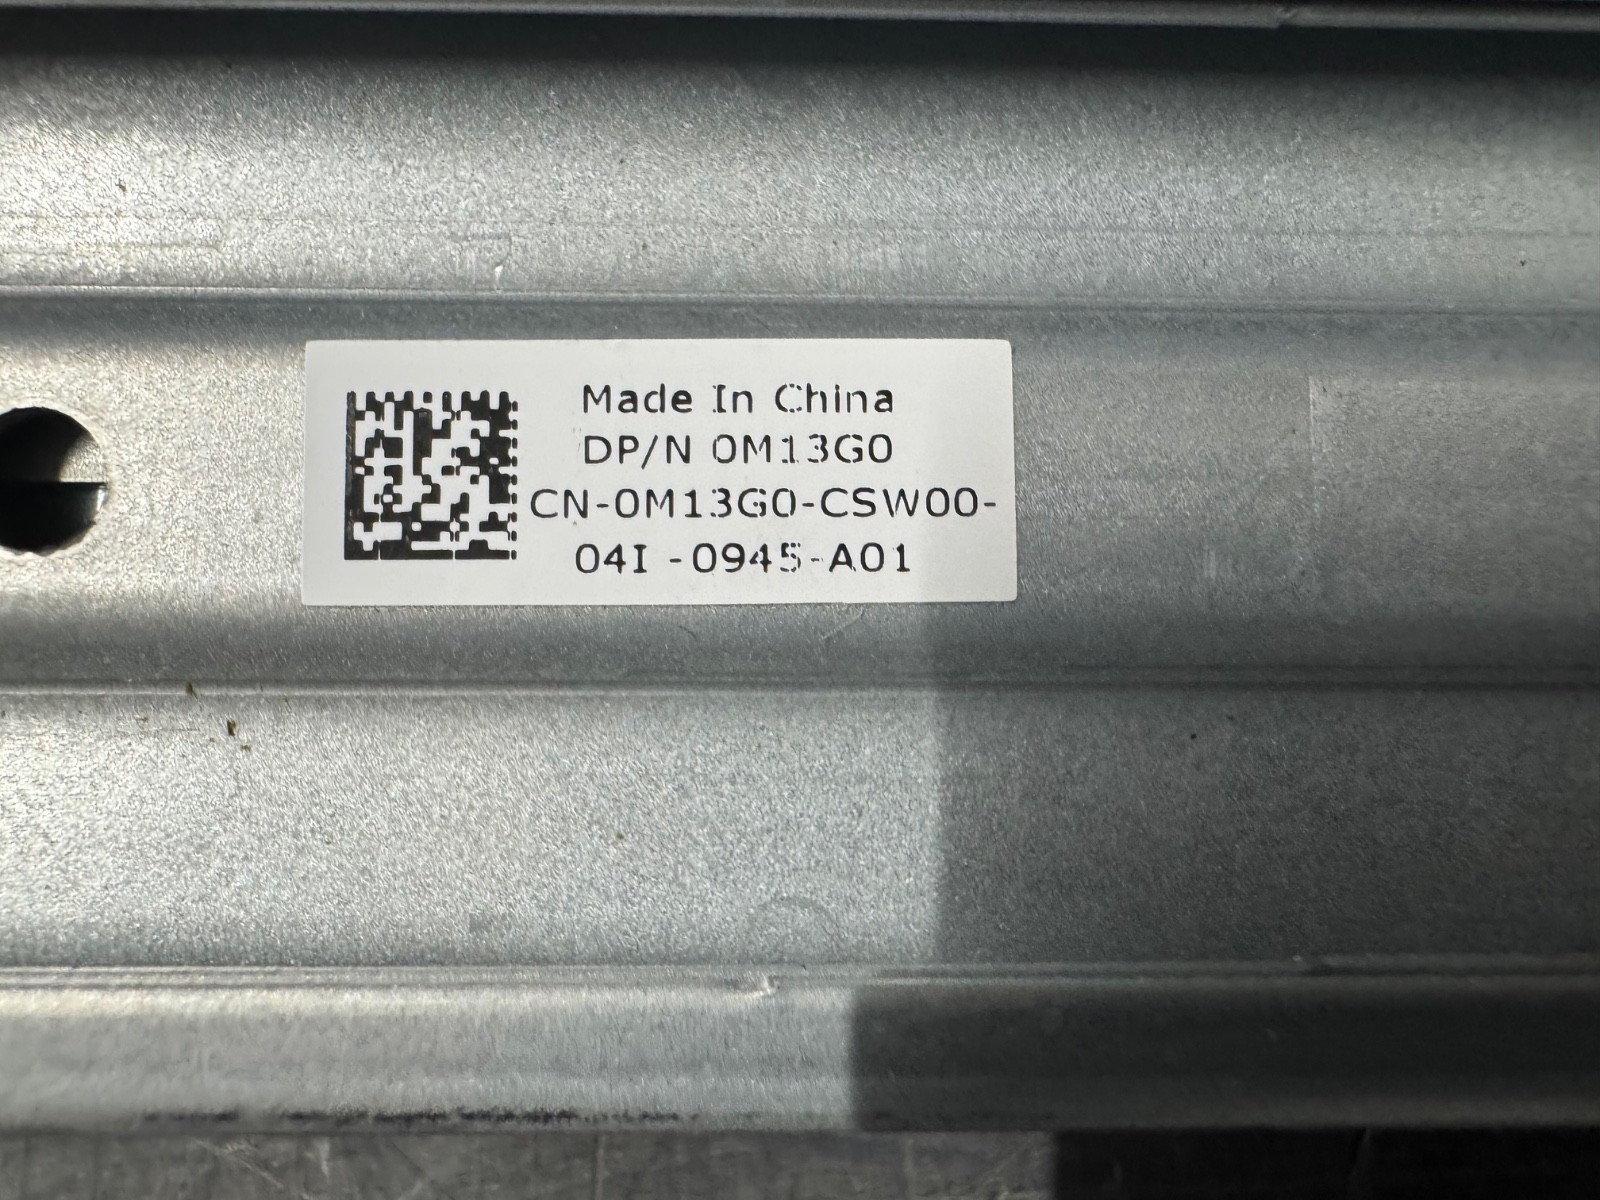 Made In China
DP/N 0M13G0
CN-0M13G0-CSW00-
04I -0945-A01